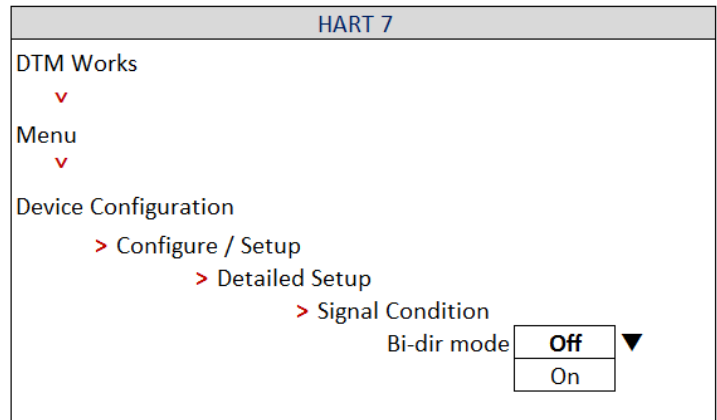 HART 7
DTM Works
v
Menu
v
Device Configuration
> Configure / Setup
> Detailed Setup
> Signal Condition
Bi-dir mode Off ▼
On